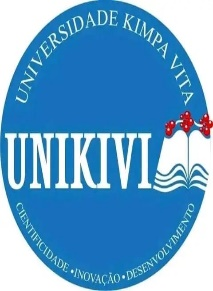 UNIVERSIDADE KIMPA VITA
UNIKIVI
CIENTIFICIDADE • INOVAÇÃO • DESENVOLVIMENTO